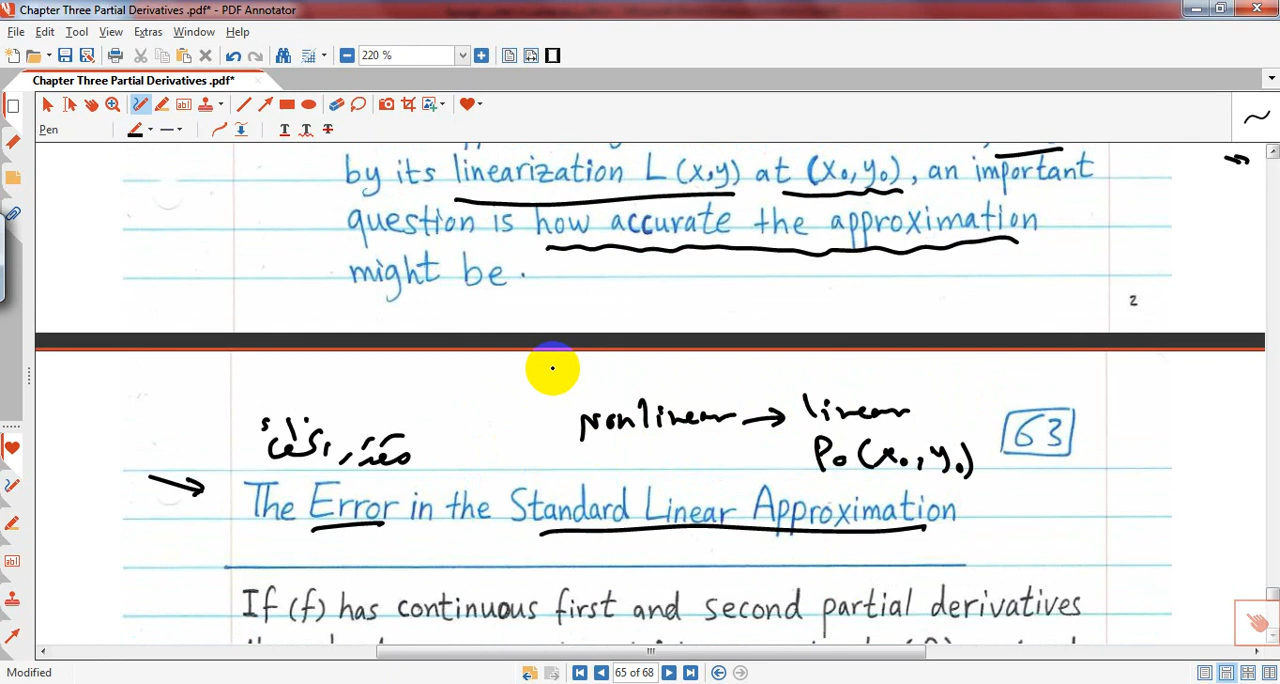 Chapter Three Partial Derivatives .pdf* - PDF Annotator
File Edit Tool View Extras Window Help
220 %
Chapter Three Partial Derivatives .pdf*
Pen
by its linearization L (x,y) at (x₀, y₀), an important
question is how accurate the approximation
might be.
2
nonlinear → linear
P₀ (x₀, y₀)
63
مقدار الخطأ
→ The Error in the Standard Linear Approximation
If (f) has continuous first and second partial derivatives
Modified
65 of 68